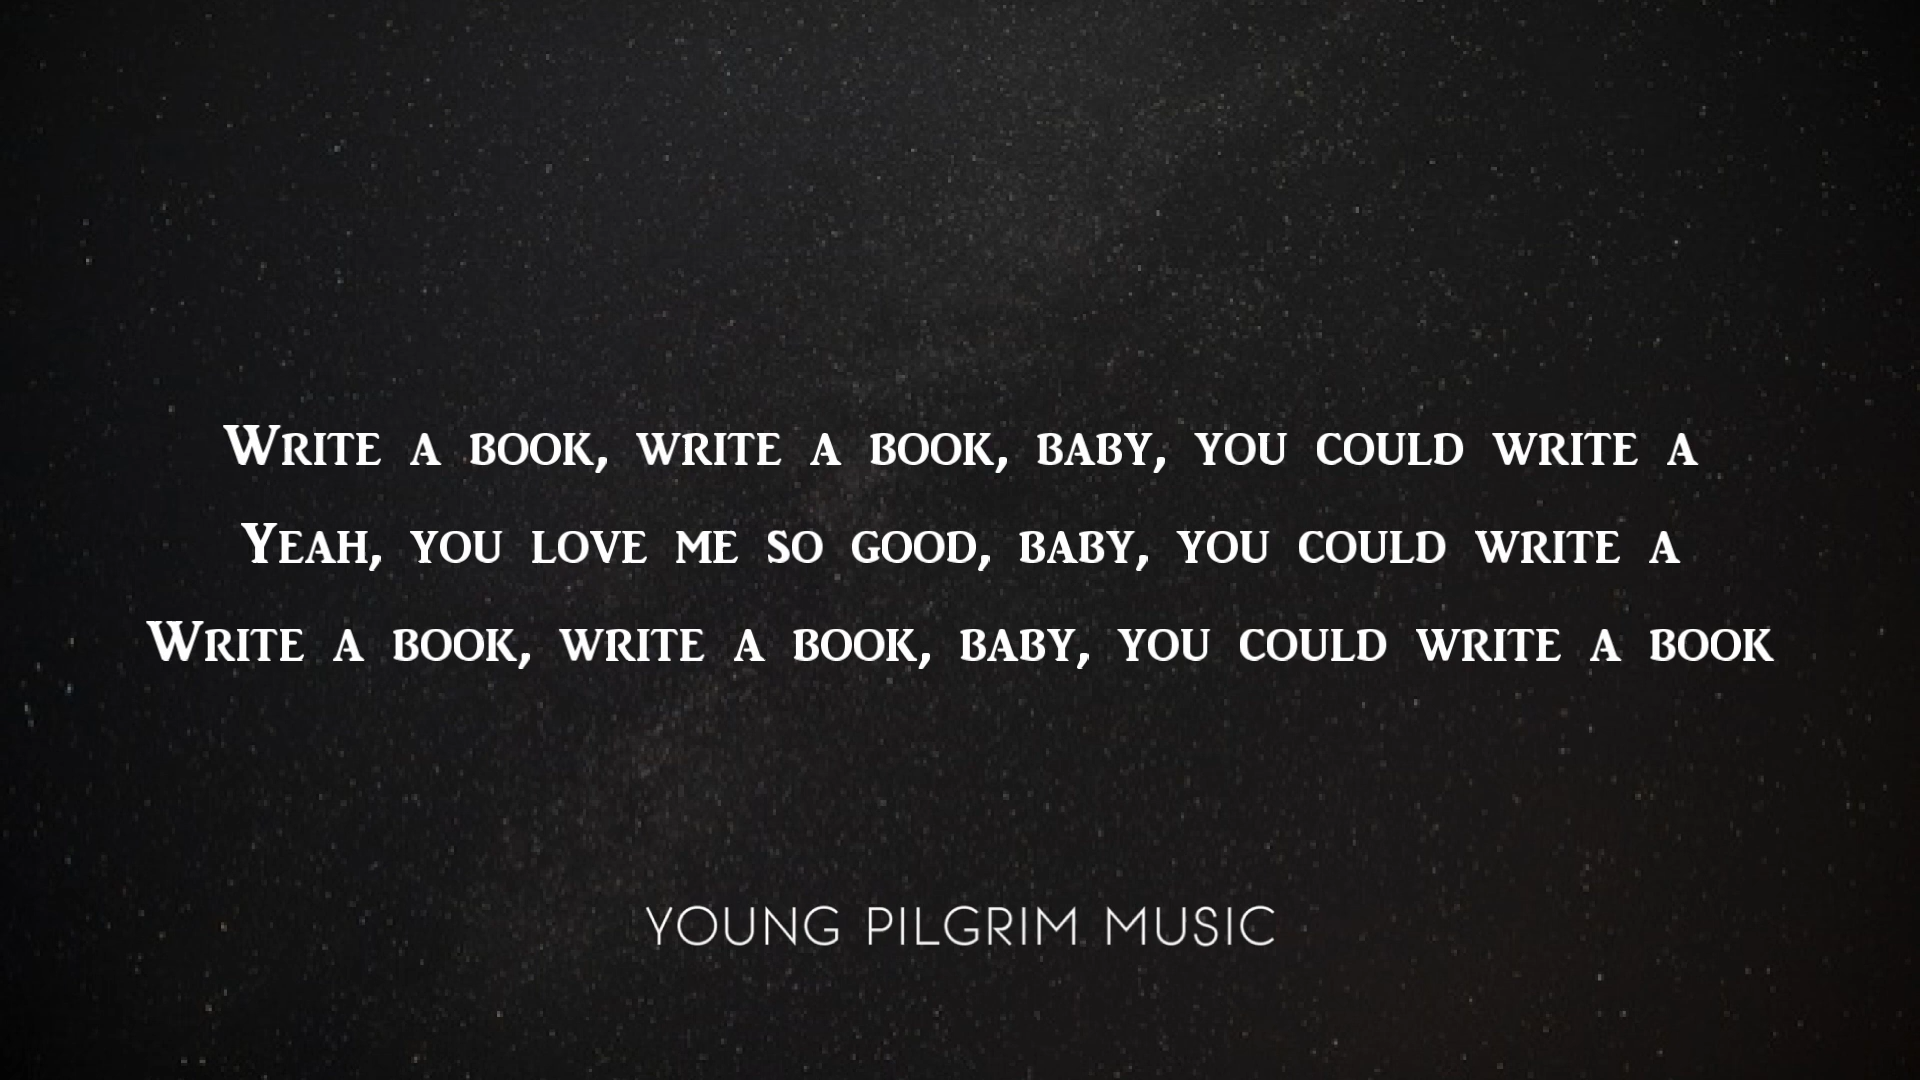 Write a book, write a book, baby, you could write a
Yeah, you love me so good, baby, you could write a
Write a book, write a book, baby, you could write a book
YOUNG PILGRIM MUSIC